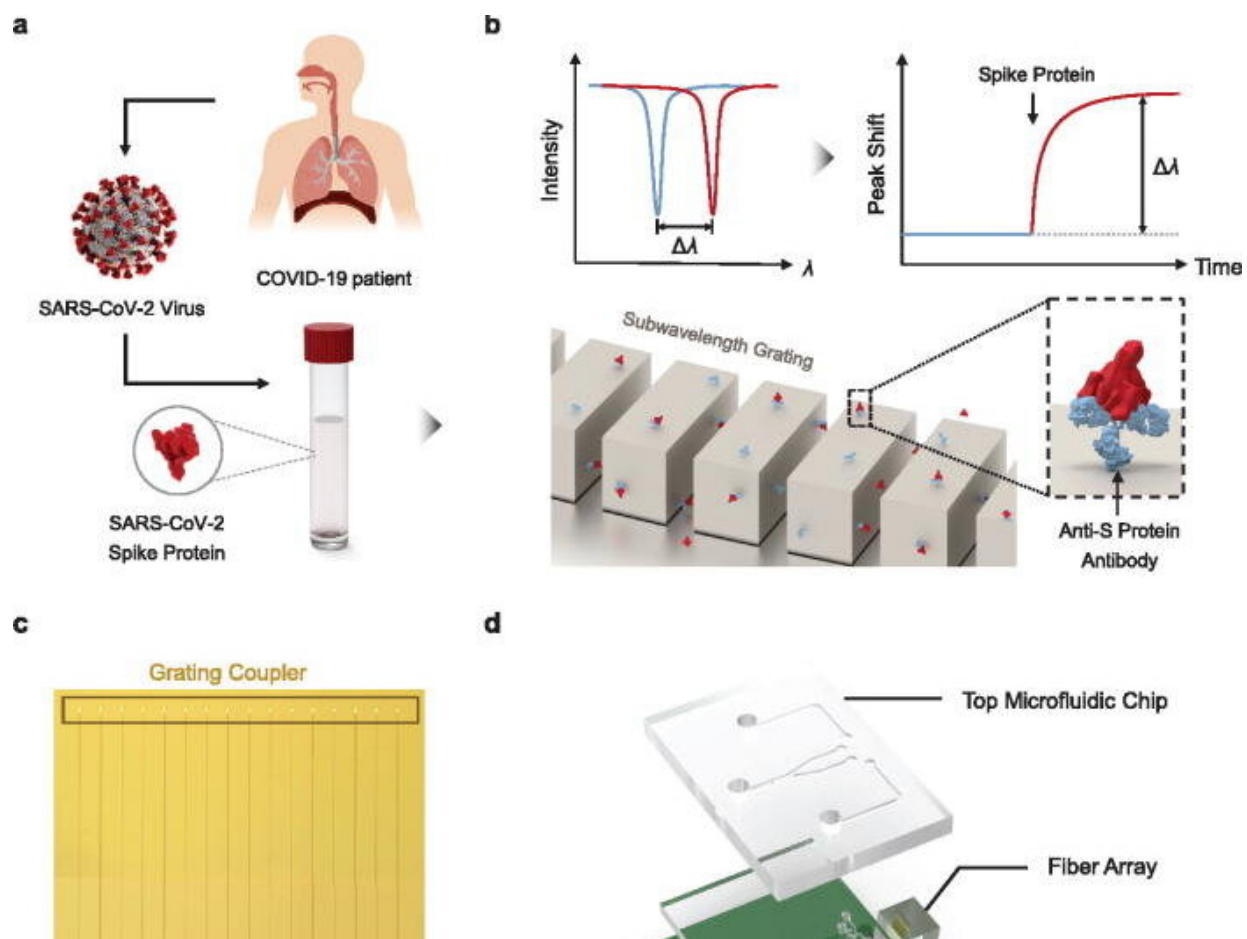 a
COVID-19 patient
SARS-CoV-2 Virus
SARS-CoV-2
Spike Protein
b
Intensity
Δλ
λ
Peak Shift
Spike Protein
Δλ
Time
Subwavelength Grating
Anti-S Protein
Antibody
c
Grating Coupler
d
Top Microfluidic Chip
Fiber Array